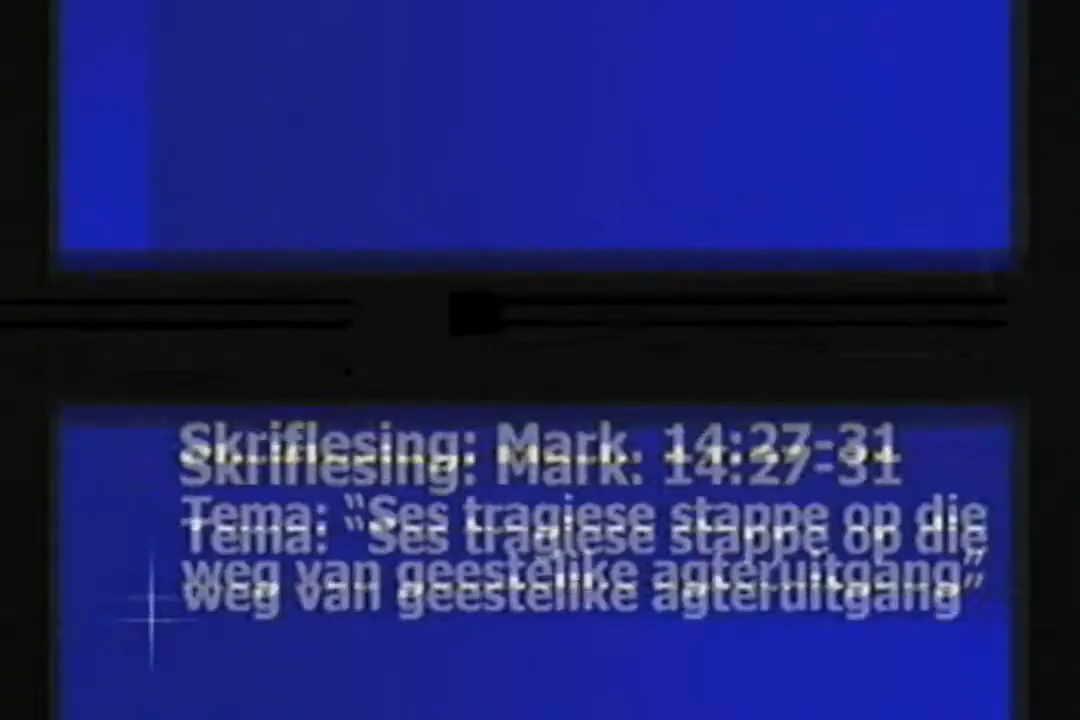 Skriflesing: Mark. 14:27-31
Tema: “Ses tragiese stappe op die
weg van geestelike agteruitgang”